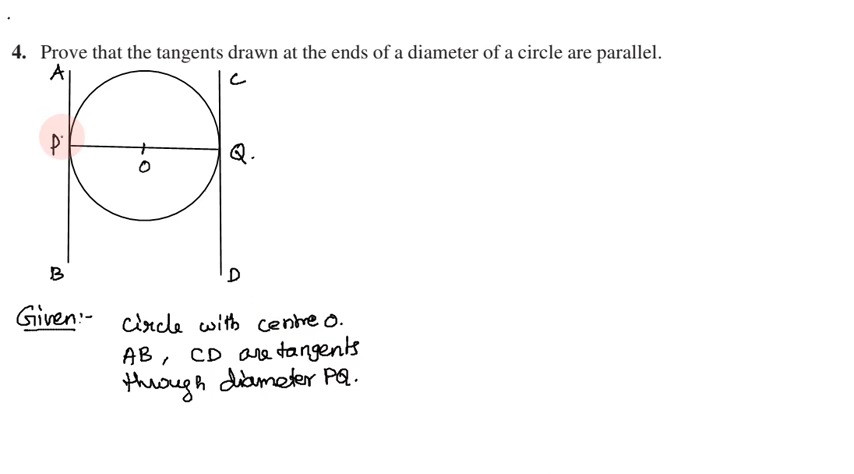 4. Prove that the tangents drawn at the ends of a diameter of a circle are parallel.
A C
P Q.
O
B D
Given:- circle with centre O.
AB, CD are tangents
through diameter PQ.